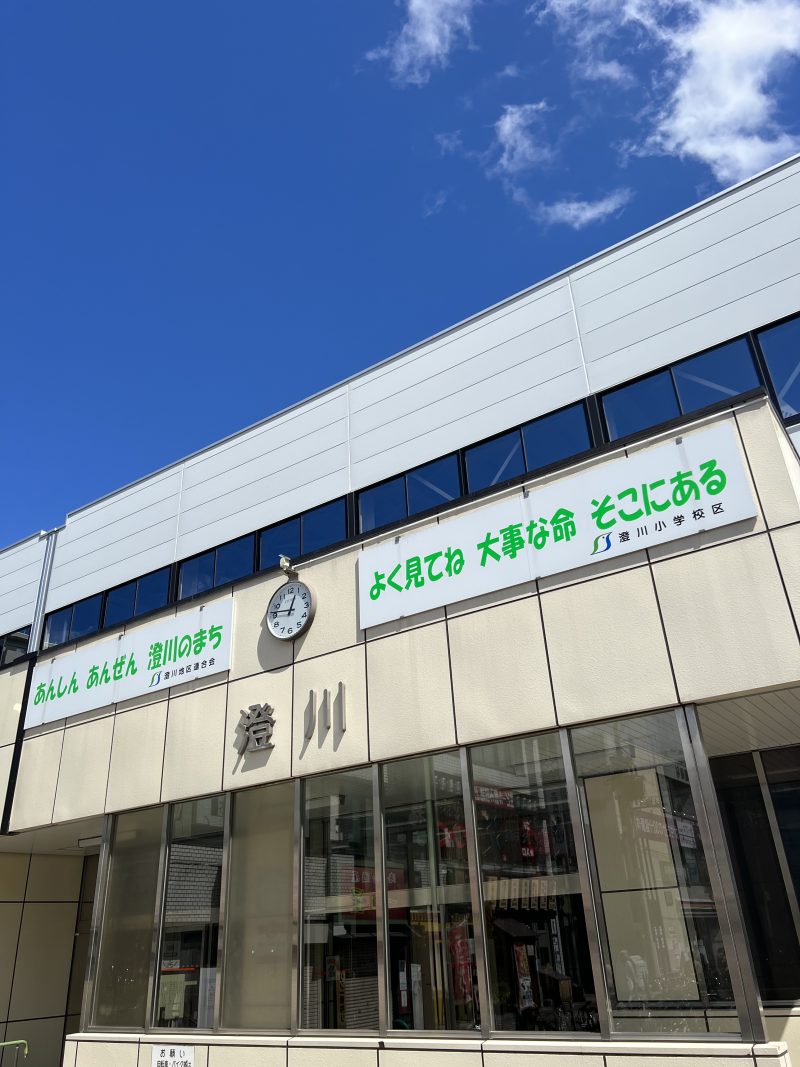 よく見てね 大事な命 そこにある
澄川小学校区
あんしん あんぜん 澄川のまち
澄川地区連合会
澄川
お願い